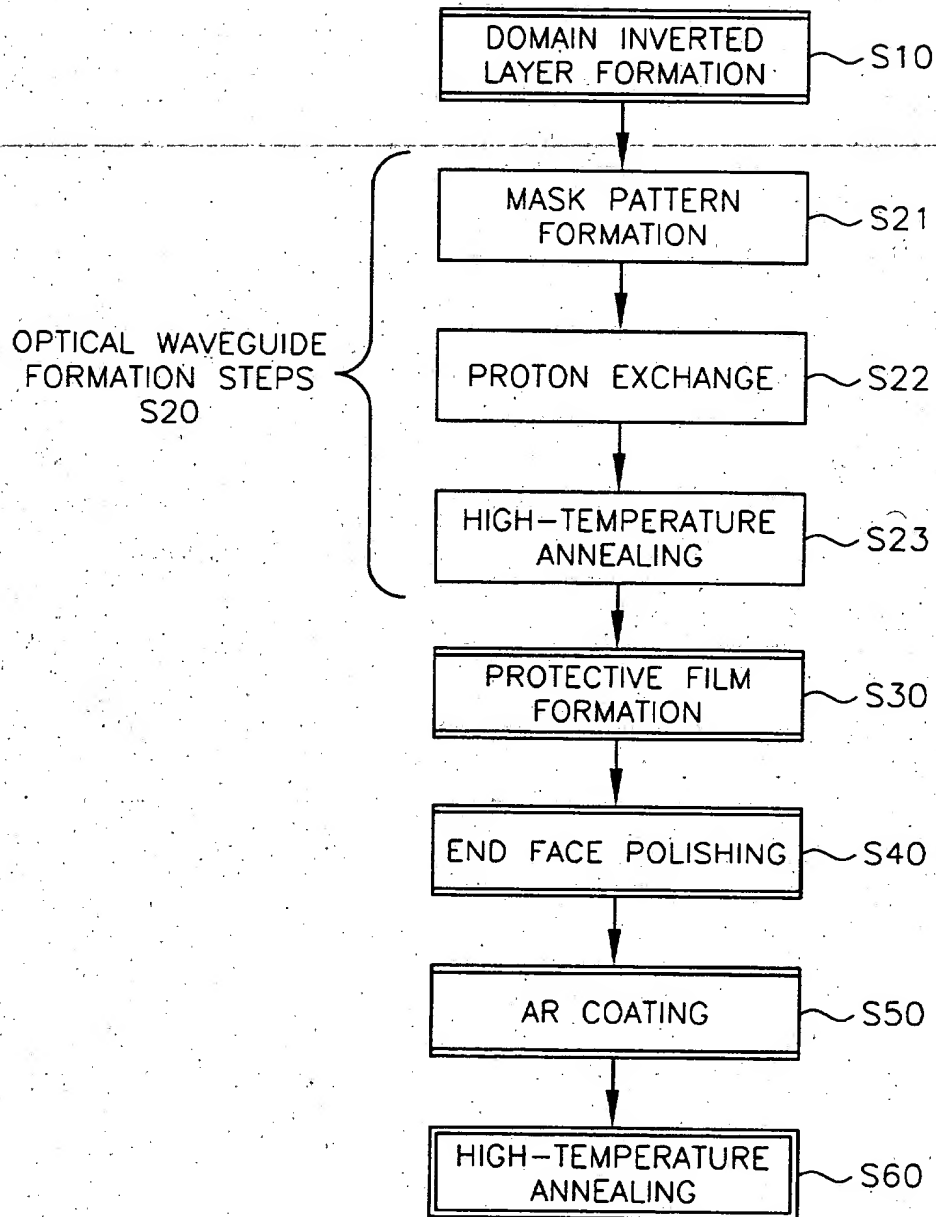 DOMAIN INVERTED
LAYER FORMATION
S10
MASK PATTERN
FORMATION
S21
OPTICAL WAVEGUIDE
FORMATION STEPS
S20
PROTON EXCHANGE
S22
HIGH-TEMPERATURE
ANNEALING
S23
PROTECTIVE FILM
FORMATION
S30
END FACE POLISHING
S40
AR COATING
S50
HIGH-TEMPERATURE
ANNEALING
S60